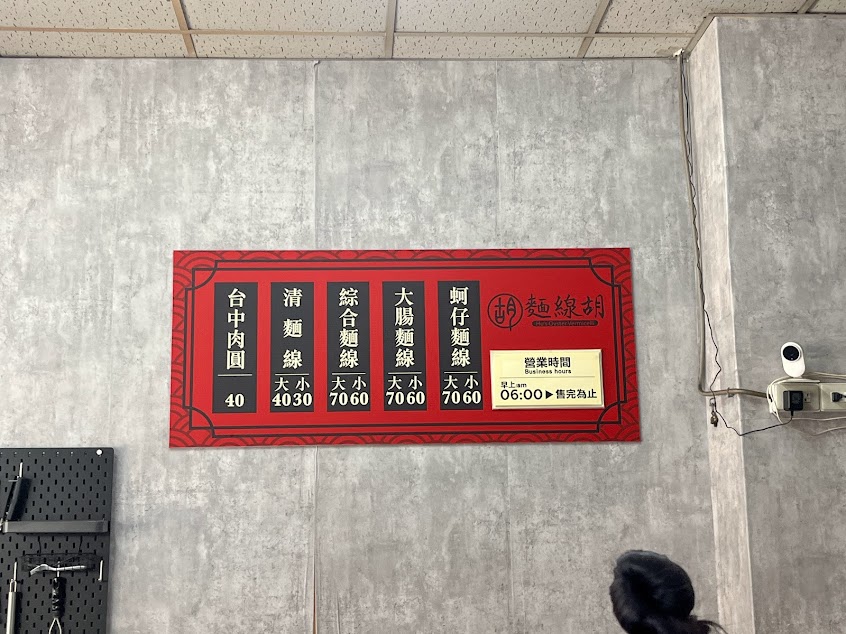 胡 麵線胡
營業時間
Business hours
早上am
06:00▶售完為止
蚵仔麵線
大 小
70 60
大腸麵線
大 小
70 60
綜合麵線
大 小
70 60
清麵線
大 小
40 30
台中肉圓
40